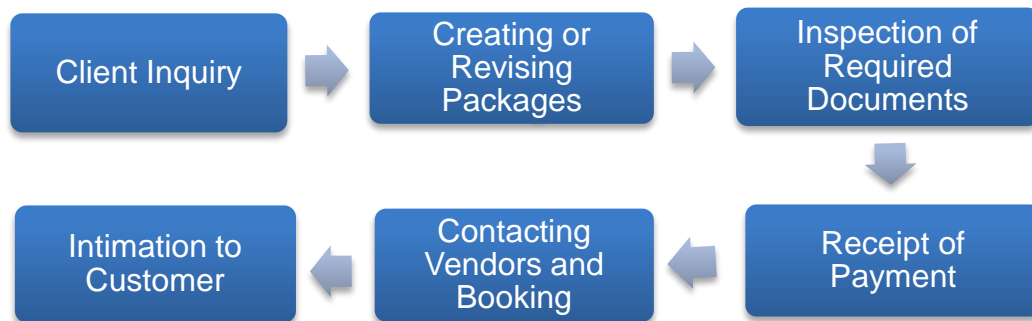 Client Inquiry
Creating or
Revising
Packages
Inspection of
Required
Documents
Receipt of
Payment
Contacting
Vendors and
Booking
Intimation to
Customer